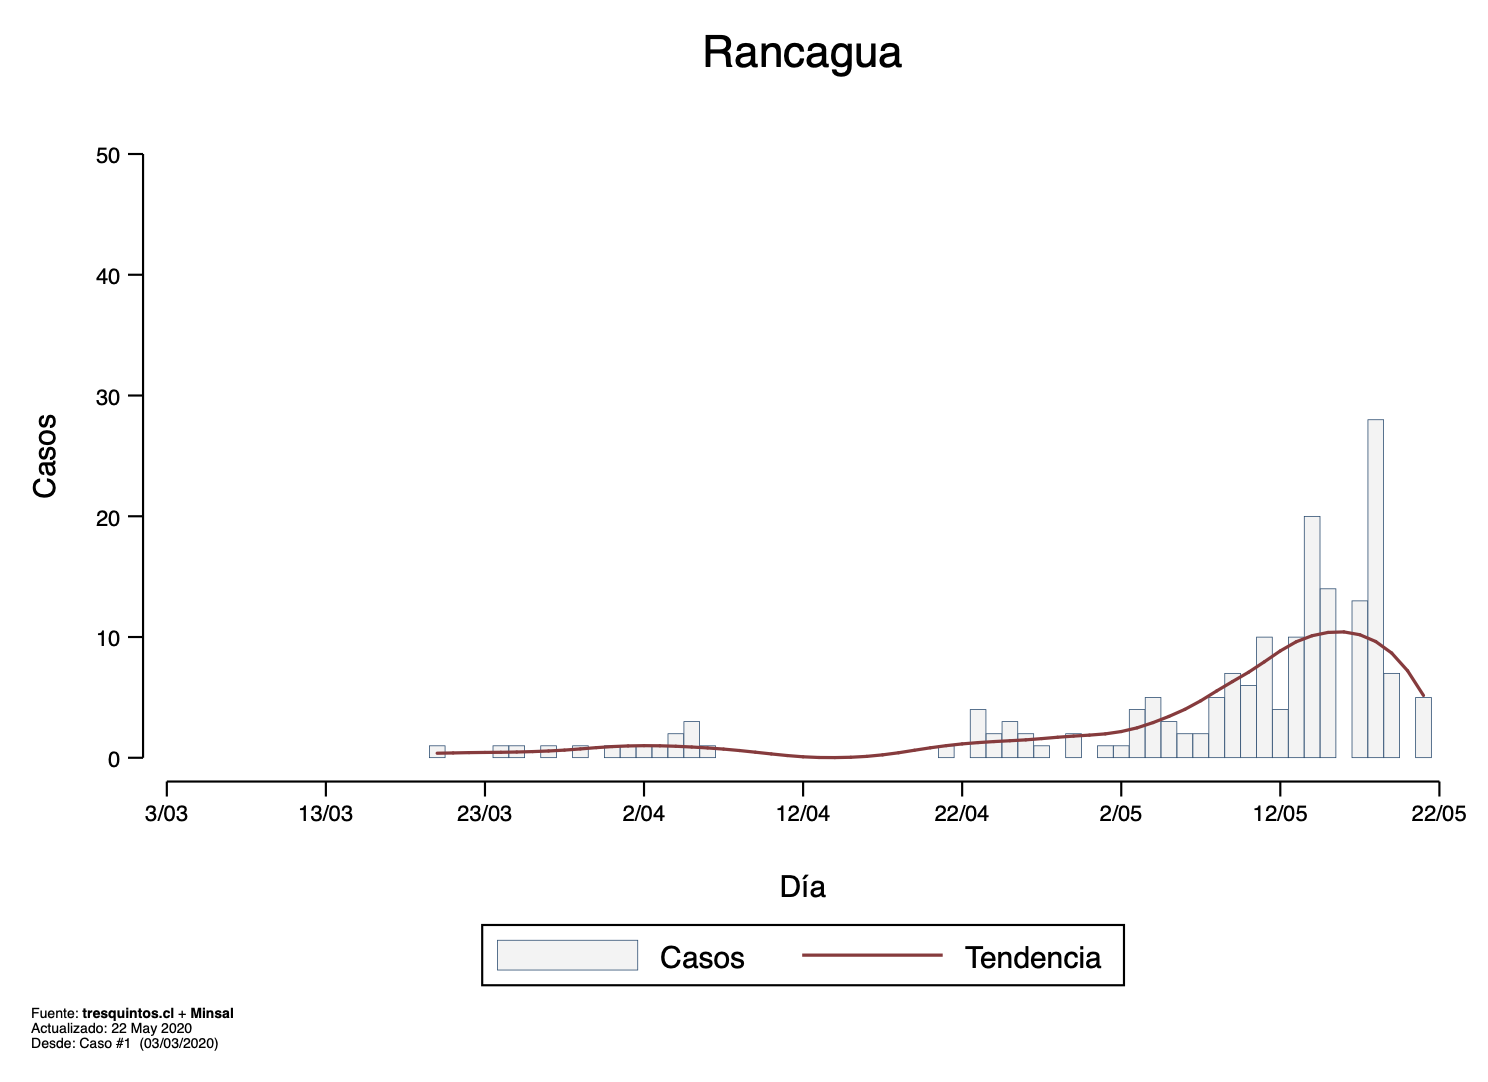 Rancagua
50
40
30
20
10
0
Casos
3/03 13/03 23/03 2/04 12/04 22/04 2/05 12/05 22/05
Día
Casos Tendencia
Fuente: tresquintos.cl + Minsal
Actualizado: 22 May 2020
Desde: Caso #1 (03/03/2020)